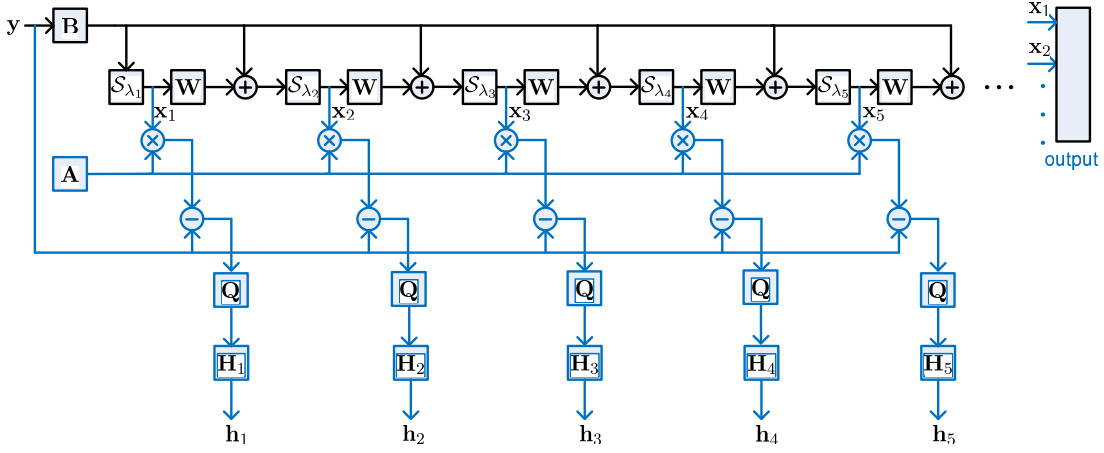 x₁
y B
x₂
𝒮λ₁ W + 𝒮λ₂ W + 𝒮λ₃ W + 𝒮λ₄ W + 𝒮λ₅ W + ...
x₁ x₂ x₃ x₄ x₅
× × × × ×
output
A
− − − − −
Q Q Q Q Q
H₁ H₂ H₃ H₄ H₅
h₁ h₂ h₃ h₄ h₅